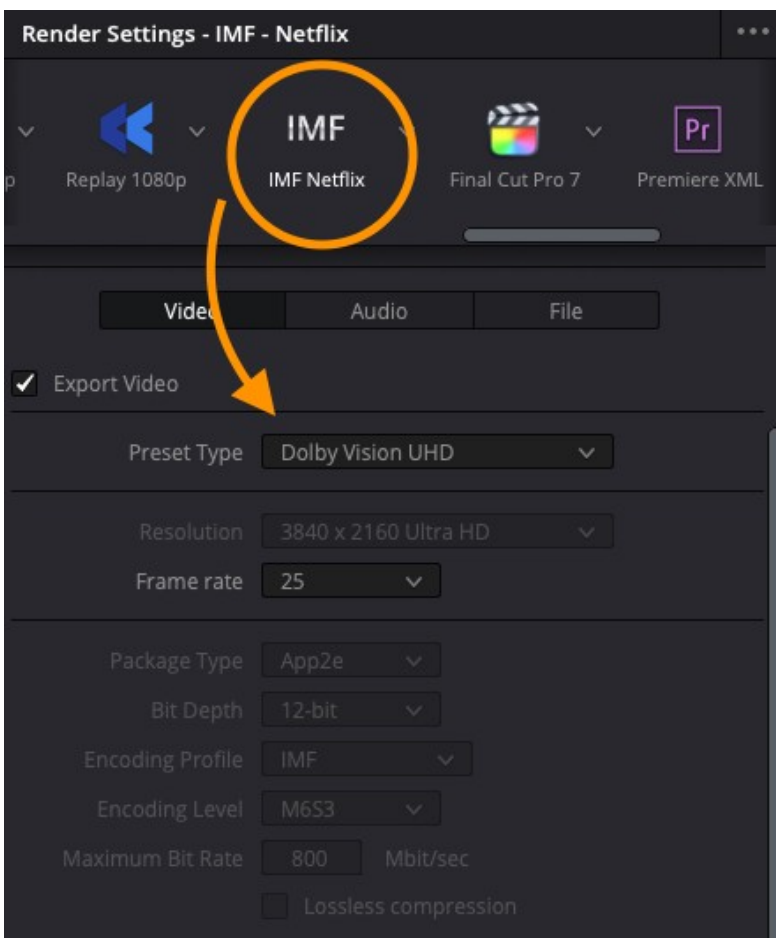 Render Settings - IMF - Netflix
IMF
Pr
p
Replay 1080p
IMF Netflix
Final Cut Pro 7
Premiere XML
Video
Audio
File
Export Video
Preset Type Dolby Vision UHD
Resolution 3840 x 2160 Ultra HD
Frame rate 25
Package Type App2e
Bit Depth 12-bit
Encoding Profile IMF
Encoding Level M6S3
Maximum Bit Rate 800 Mbit/sec
Lossless compression